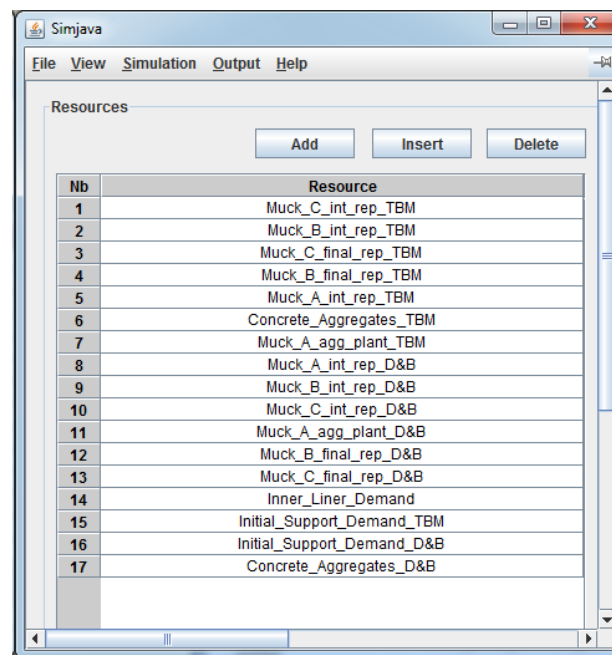 Simjava
File View Simulation Output Help
Resources
Add Insert Delete
Nb Resource
1 Muck_C_int_rep_TBM
2 Muck_B_int_rep_TBM
3 Muck_C_final_rep_TBM
4 Muck_B_final_rep_TBM
5 Muck_A_int_rep_TBM
6 Concrete_Aggregates_TBM
7 Muck_A_agg_plant_TBM
8 Muck_A_int_rep_D&B
9 Muck_B_int_rep_D&B
10 Muck_C_int_rep_D&B
11 Muck_A_agg_plant_D&B
12 Muck_B_final_rep_D&B
13 Muck_C_final_rep_D&B
14 Inner_Liner_Demand
15 Initial_Support_Demand_TBM
16 Initial_Support_Demand_D&B
17 Concrete_Aggregates_D&B